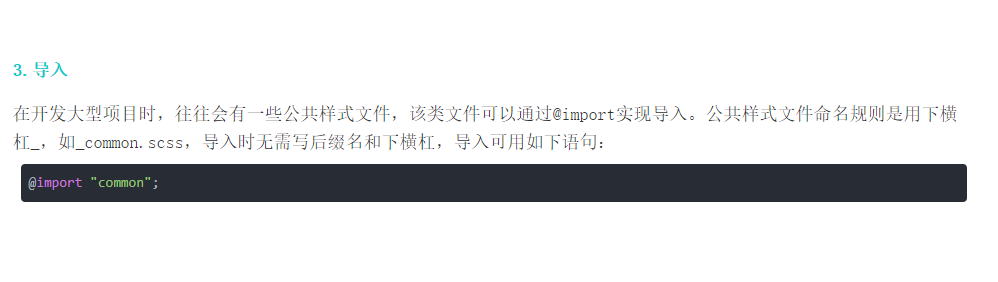 3. 导入
在开发大型项目时，往往会有一些公共样式文件，该类文件可以通过@import实现导入。公共样式文件命名规则是用下横
杠_，如_common.scss，导入时无需写后缀名和下横杠，导入可用如下语句：
@import "common";